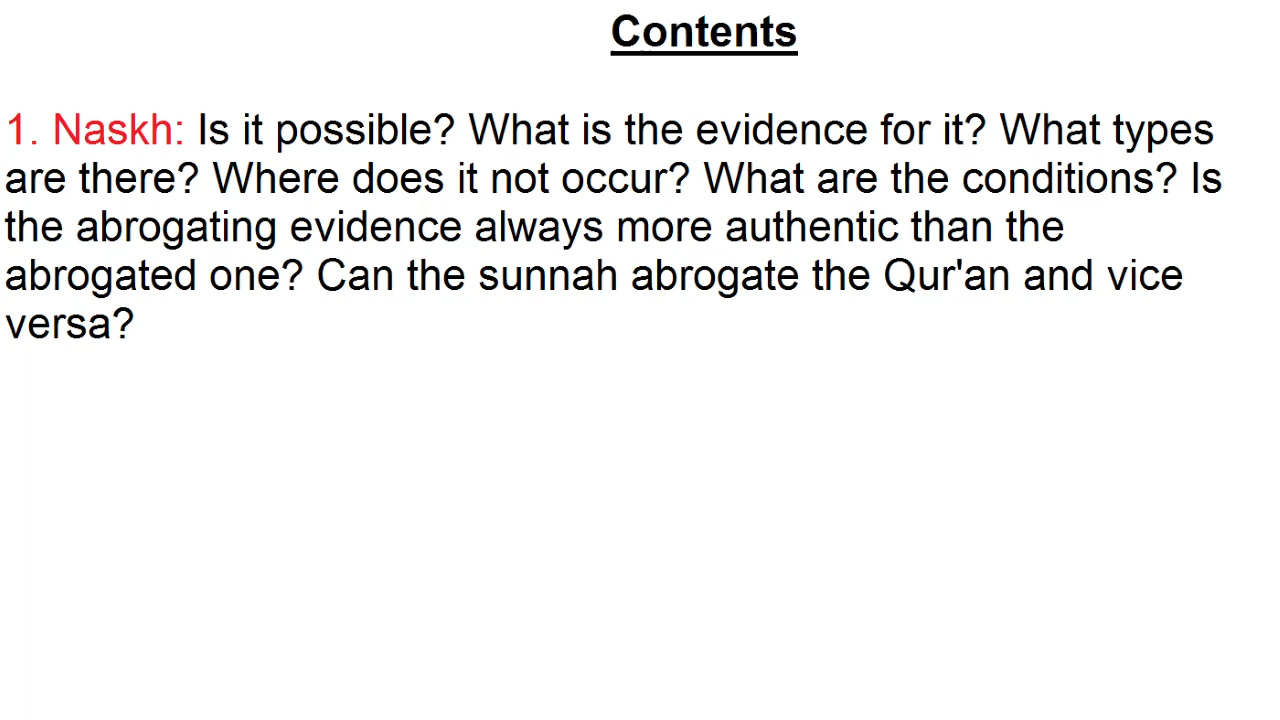 Contents
1. Naskh: Is it possible? What is the evidence for it? What types
are there? Where does it not occur? What are the conditions? Is
the abrogating evidence always more authentic than the
abrogated one? Can the sunnah abrogate the Qur'an and vice
versa?